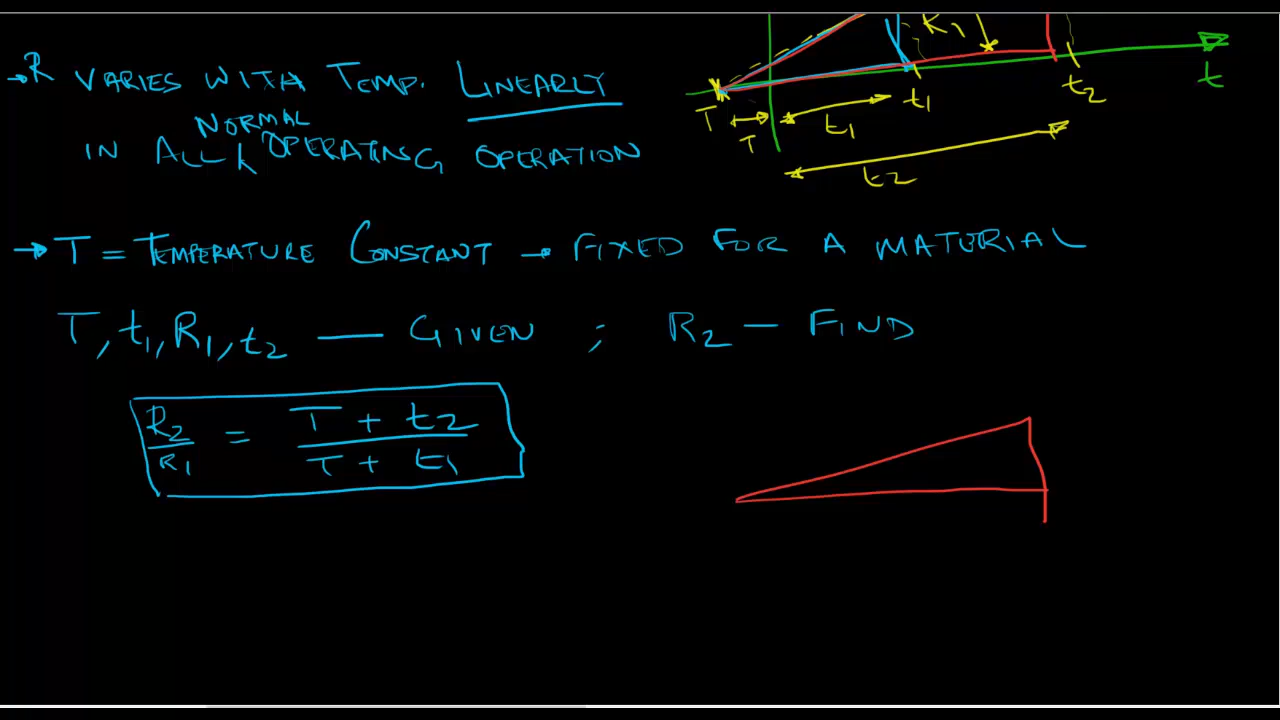 → R VARIES WITH TEMP. LINEARLY
NORMAL
IN ALL OPERATING OPERATION
R1
T
t1
t2
t
T
t1
t2
→ T = TEMPERATURE CONSTANT → FIXED FOR A MATERIAL
T, t1, R1, t2 — GIVEN ; R2 — FIND
R2/R1 = T + t2/T + t1